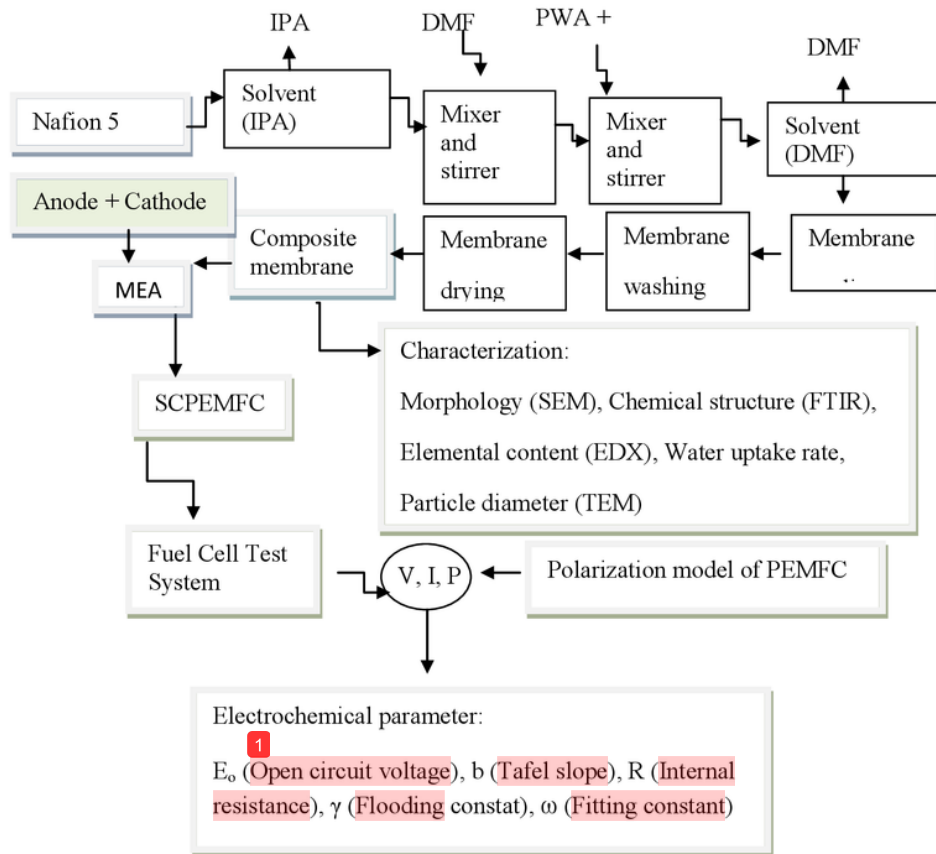 IPA
DMF
PWA +
DMF
Nafion 5
Solvent
(IPA)
Mixer
and
stirrer
Mixer
and
stirrer
Solvent
(DMF)
Anode + Cathode
Composite
membrane
Membrane
drying
Membrane
washing
Membrane
MEA
Characterization:
Morphology (SEM), Chemical structure (FTIR),
Elemental content (EDX), Water uptake rate,
Particle diameter (TEM)
SCPEMFC
Fuel Cell Test
System
V, I, P
Polarization model of PEMFC
Electrochemical parameter:
1
Eₒ (Open circuit voltage), b (Tafel slope), R (Internal
resistance), γ (Flooding constat), ω (Fitting constant)